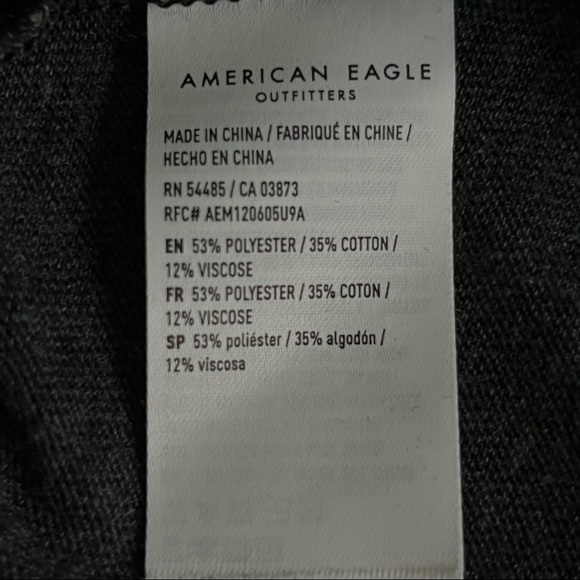 AMERICAN EAGLE
OUTFITTERS
MADE IN CHINA / FABRIQUÉ EN CHINE /
HECHO EN CHINA
RN 54485 / CA 03873
RFC# AEM120605U9A
EN 53% POLYESTER / 35% COTTON /
12% VISCOSE
FR 53% POLYESTER / 35% COTON /
12% VISCOSE
SP 53% poliéster / 35% algodón /
12% viscosa